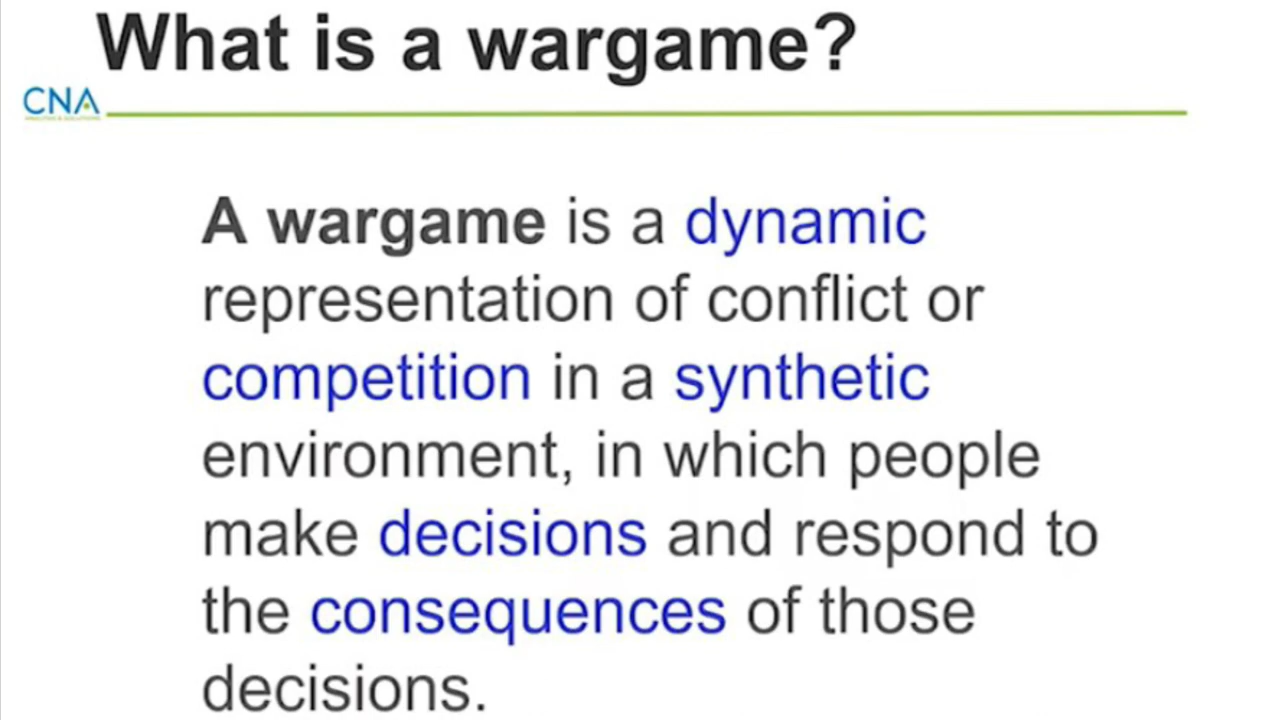 What is a wargame?
CNA
A wargame is a dynamic
representation of conflict or
competition in a synthetic
environment, in which people
make decisions and respond to
the consequences of those
decisions.